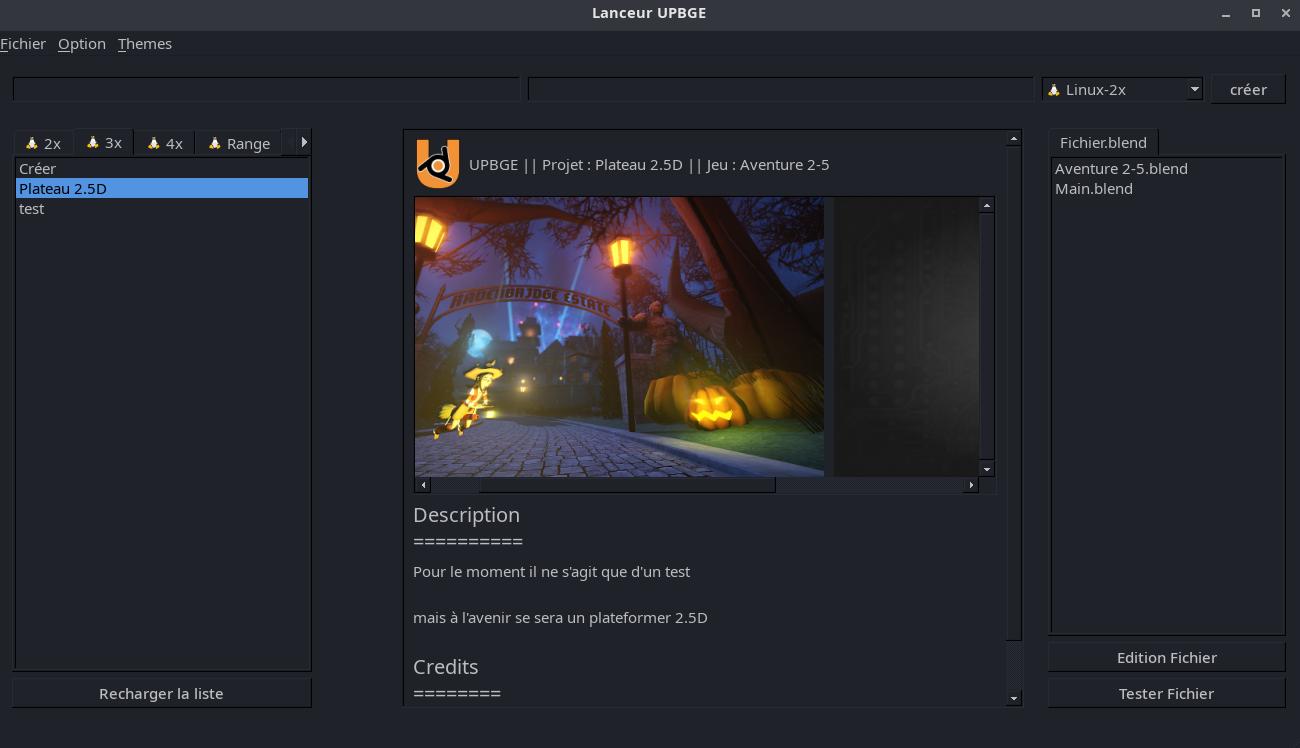 Lanceur UPBGE
Fichier Option Themes
Linux-2x
créer
2x 3x 4x Range
Créer
Plateau 2.5D
test
Recharger la liste
UPBGE || Projet : Plateau 2.5D || Jeu : Aventure 2-5
ESTATE
Description
==========
Pour le moment il ne s'agit que d'un test
mais à l'avenir se sera un plateformer 2.5D
Credits
========
Fichier.blend
Aventure 2-5.blend
Main.blend
Edition Fichier
Tester Fichier